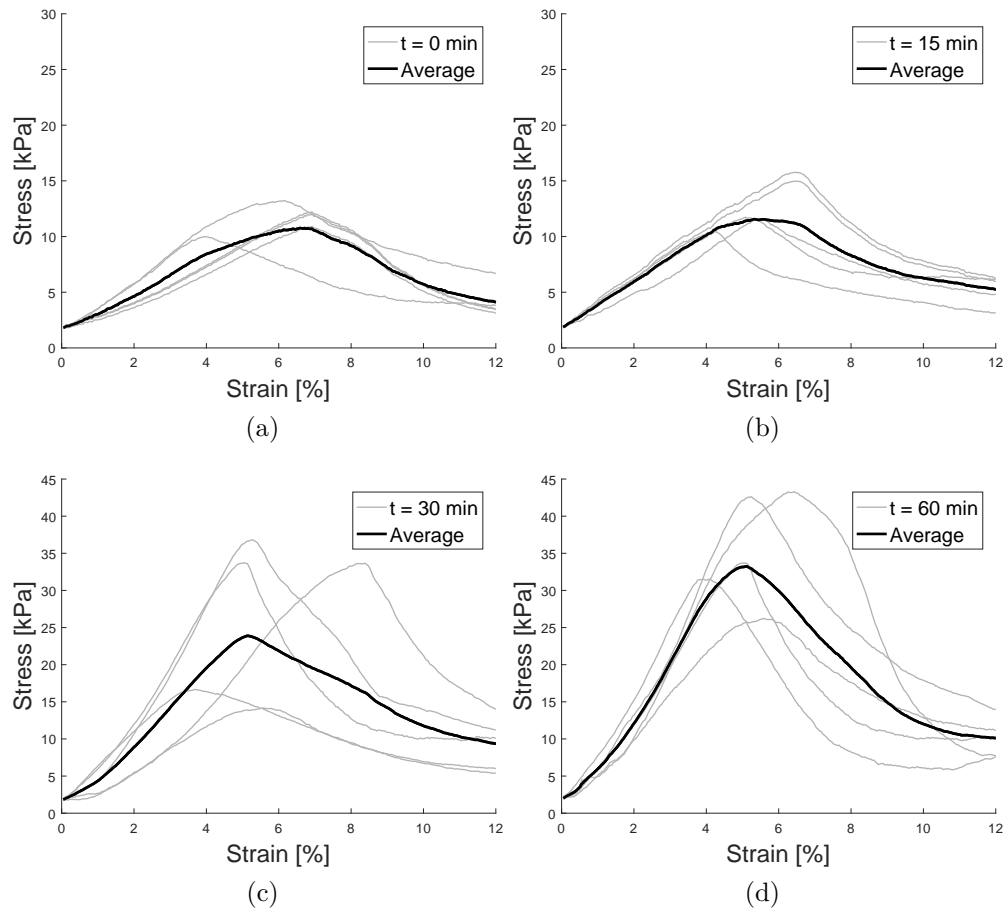 30
25
20
15
10
5
0
0 2 4 6 8 10 12
Stress [kPa]
Strain [%]
t = 0 min
Average
(a)
30
25
20
15
10
5
0
0 2 4 6 8 10 12
Stress [kPa]
Strain [%]
t = 15 min
Average
(b)
45
40
35
30
25
20
15
10
5
0
0 2 4 6 8 10 12
Stress [kPa]
Strain [%]
t = 30 min
Average
(c)
45
40
35
30
25
20
15
10
5
0
0 2 4 6 8 10 12
Stress [kPa]
Strain [%]
t = 60 min
Average
(d)